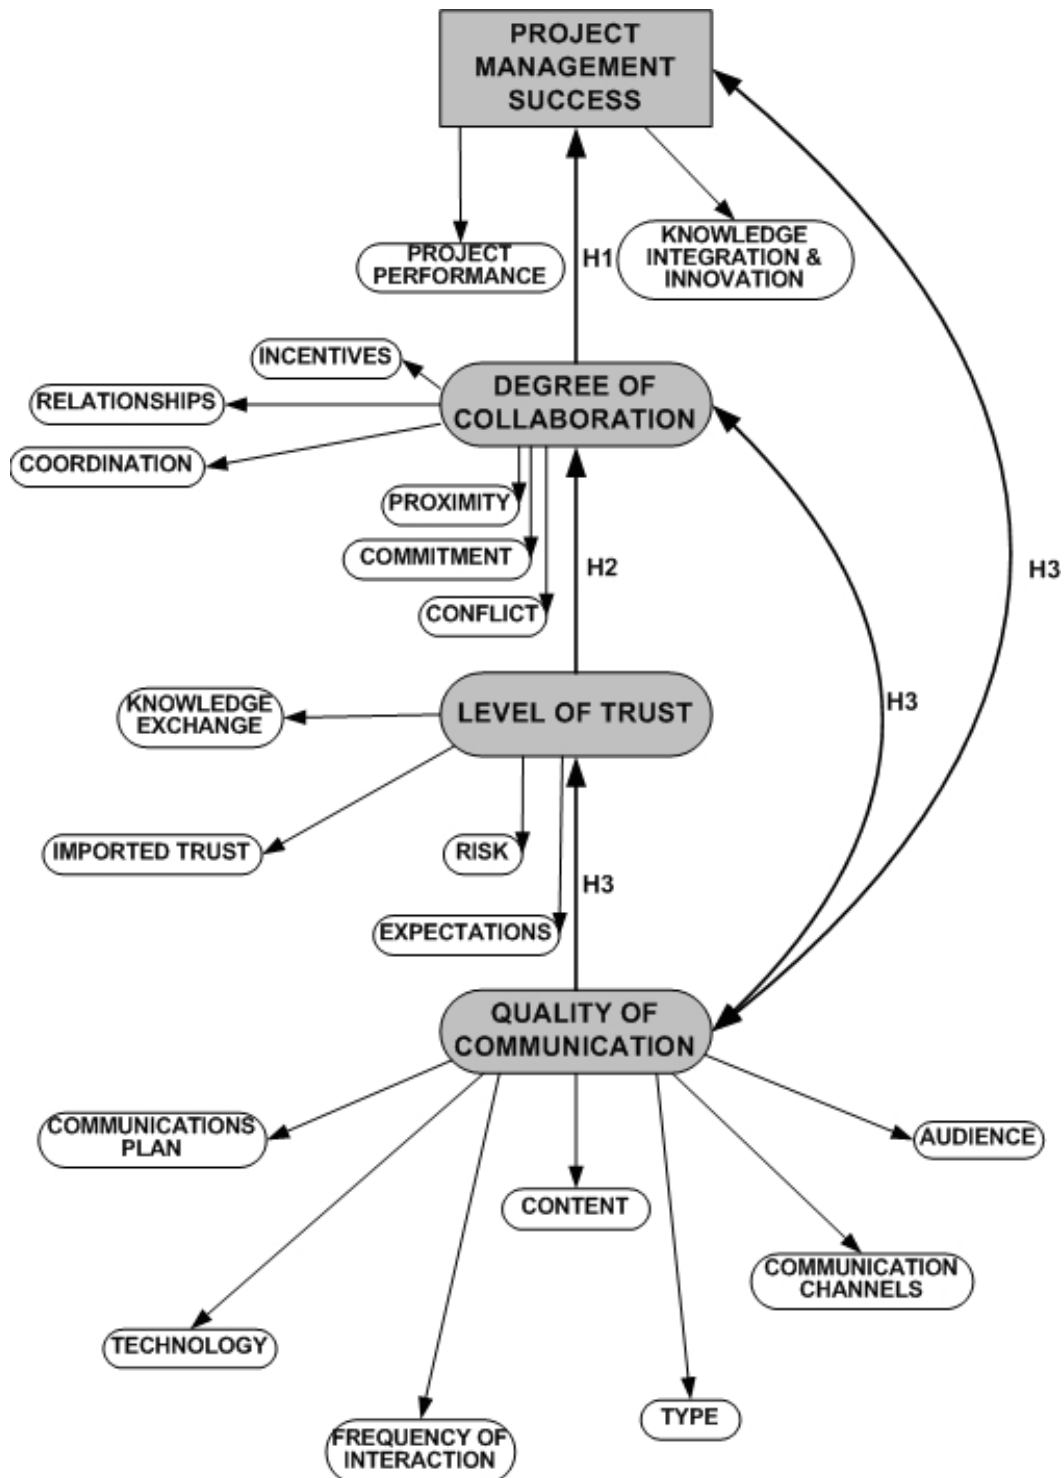 PROJECT
MANAGEMENT
SUCCESS
PROJECT
PERFORMANCE
H1
KNOWLEDGE
INTEGRATION &
INNOVATION
INCENTIVES
RELATIONSHIPS
COORDINATION
DEGREE OF
COLLABORATION
PROXIMITY
COMMITMENT
CONFLICT
H2
H3
KNOWLEDGE
EXCHANGE
LEVEL OF TRUST
H3
IMPORTED TRUST
RISK
EXPECTATIONS
H3
QUALITY OF
COMMUNICATION
COMMUNICATIONS
PLAN
AUDIENCE
CONTENT
COMMUNICATION
CHANNELS
TECHNOLOGY
TYPE
FREQUENCY OF
INTERACTION